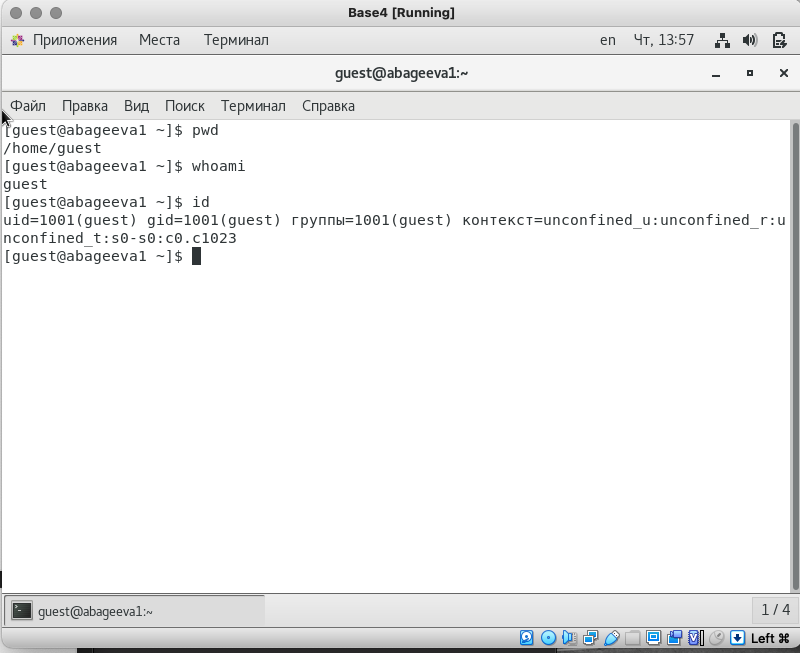 Base4 [Running]
Приложения Места Терминал en Чт, 13:57
guest@abageeva1:~
Файл Правка Вид Поиск Терминал Справка
[guest@abageeva1 ~]$ pwd
/home/guest
[guest@abageeva1 ~]$ whoami
guest
[guest@abageeva1 ~]$ id
uid=1001(guest) gid=1001(guest) группы=1001(guest) контекст=unconfined_u:unconfined_r:u
nconfined_t:s0-s0:c0.c1023
[guest@abageeva1 ~]$
guest@abageeva1:~ 1 / 4
Left ⌘